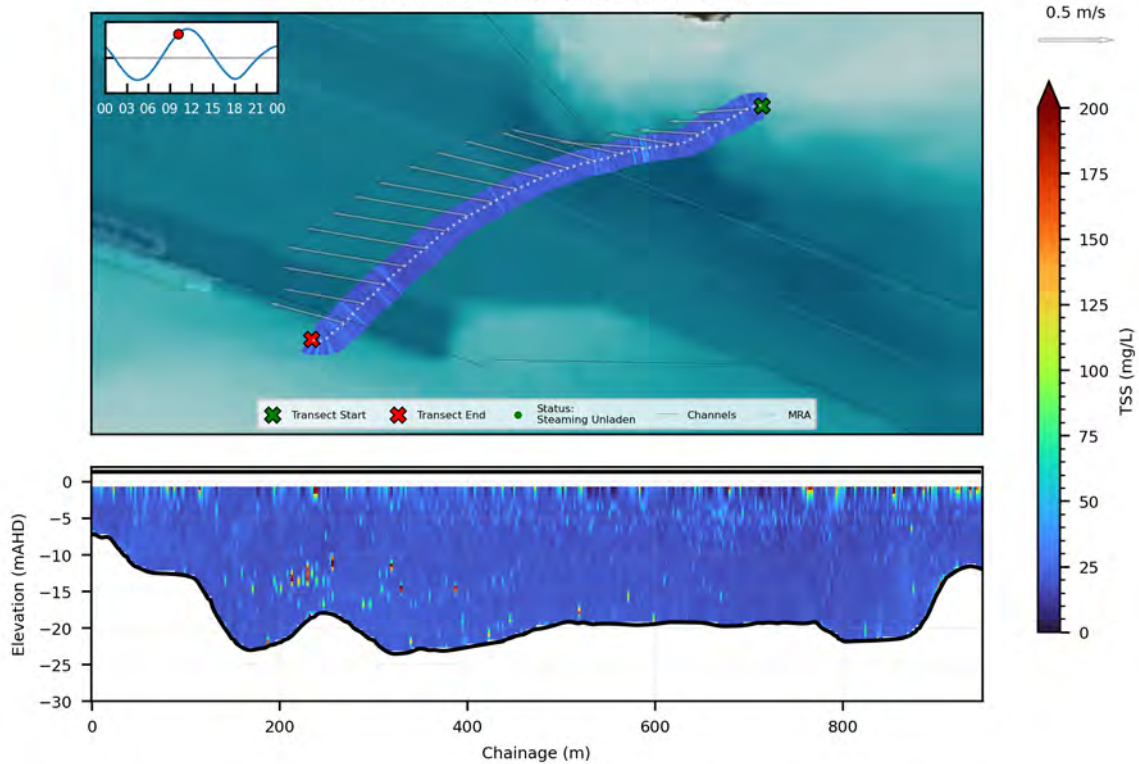 0.5 m/s
00 03 06 09 12 15 18 21 00
Transect Start
Transect End
Status:
Steaming Unladen
Channels
MRA
200
175
150
125
100
75
50
25
0
TSS (mg/L)
0
−5
−10
−15
−20
−25
−30
Elevation (mAHD)
0
200
400
600
800
Chainage (m)